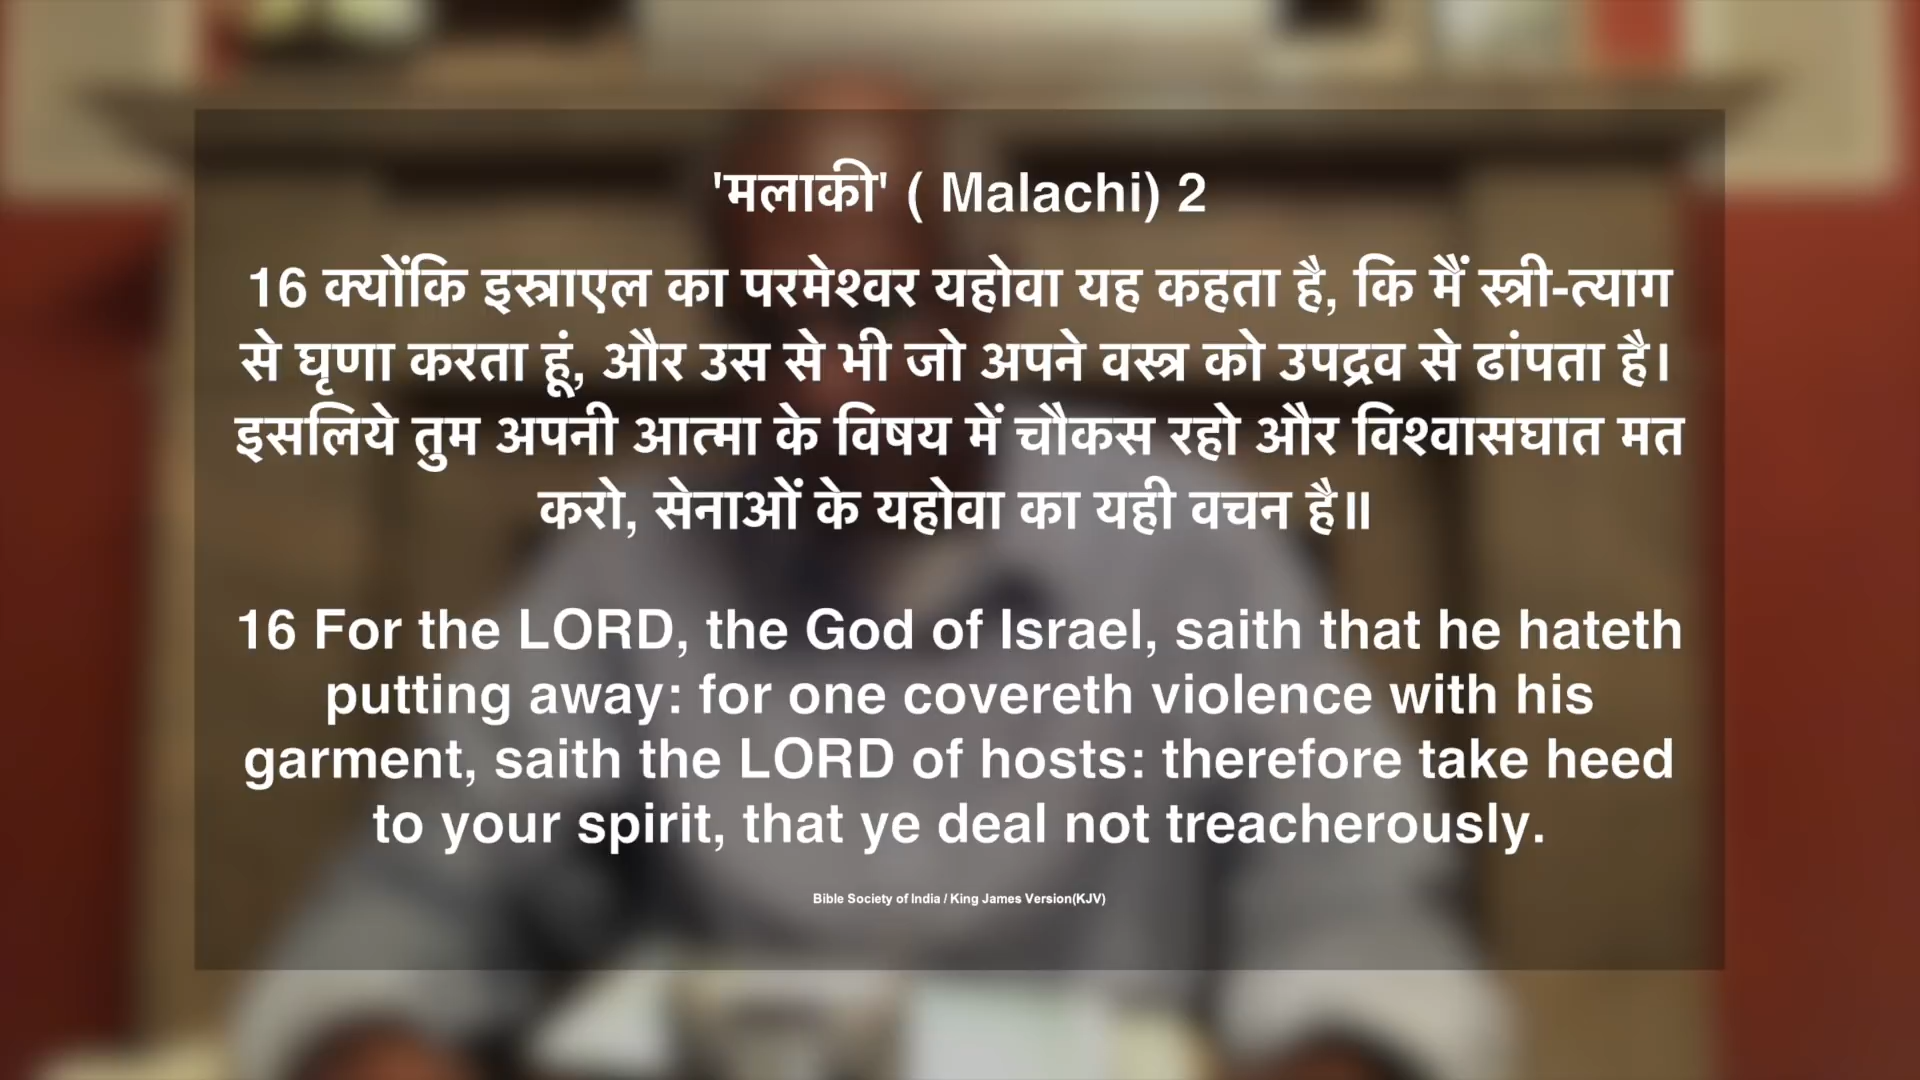 'मलाकी' ( Malachi) 2
16 क्योंकि इस्राएल का परमेश्वर यहोवा यह कहता है, कि मैं स्त्री-त्याग
से घृणा करता हूं, और उस से भी जो अपने वस्त्र को उपद्रव से ढांपता है।
इसलिये तुम अपनी आत्मा के विषय में चौकस रहो और विश्वासघात मत
करो, सेनाओं के यहोवा का यही वचन है॥
16 For the LORD, the God of Israel, saith that he hateth
putting away: for one covereth violence with his
garment, saith the LORD of hosts: therefore take heed
to your spirit, that ye deal not treacherously.
Bible Society of India / King James Version(KJV)